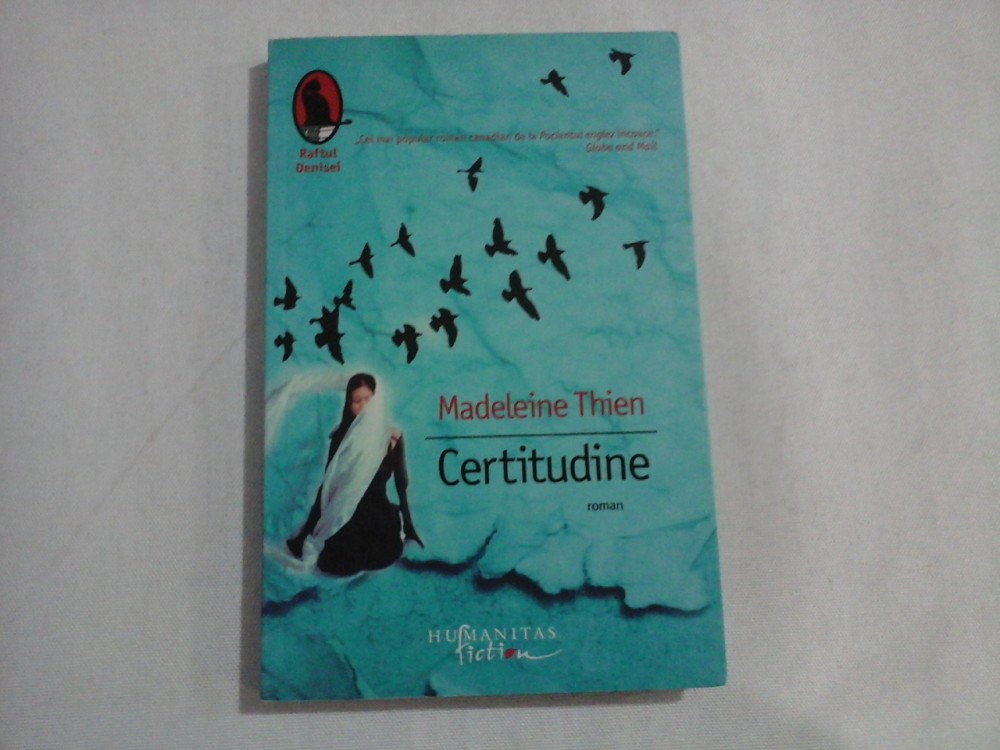 Raftul
Denisei
„Cel mai popular roman canadian de la Pacientul englez încoace."
Globe and Mail
Madeleine Thien
Certitudine
roman
HUMANITAS
fiction